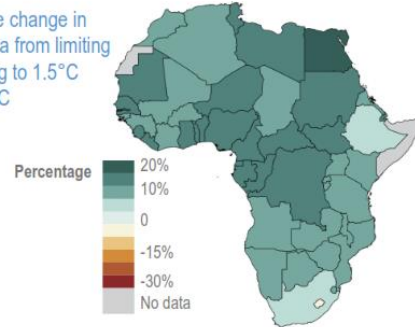 e change in
a from limiting
g to 1.5°C
C
Percentage
20%
10%
0
-15%
-30%
No data